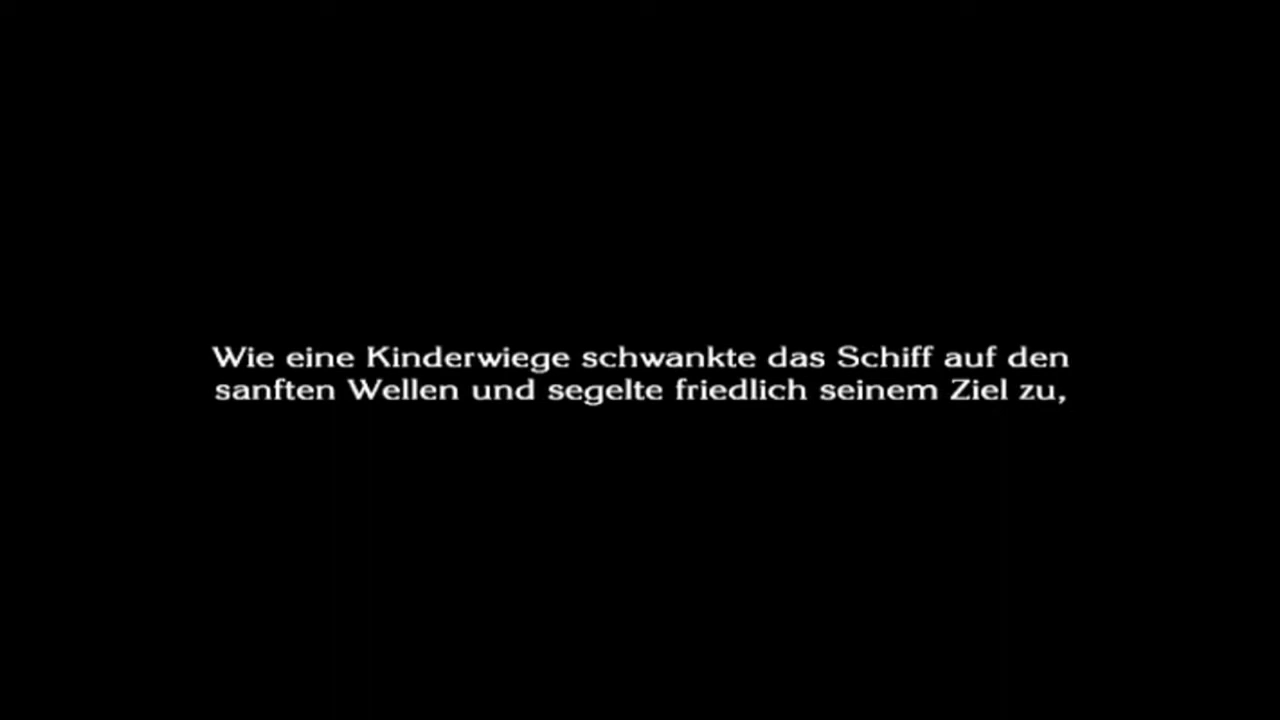 Wie eine Kinderwiege schwankte das Schiff auf den
sanften Wellen und segelte friedlich seinem Ziel zu,